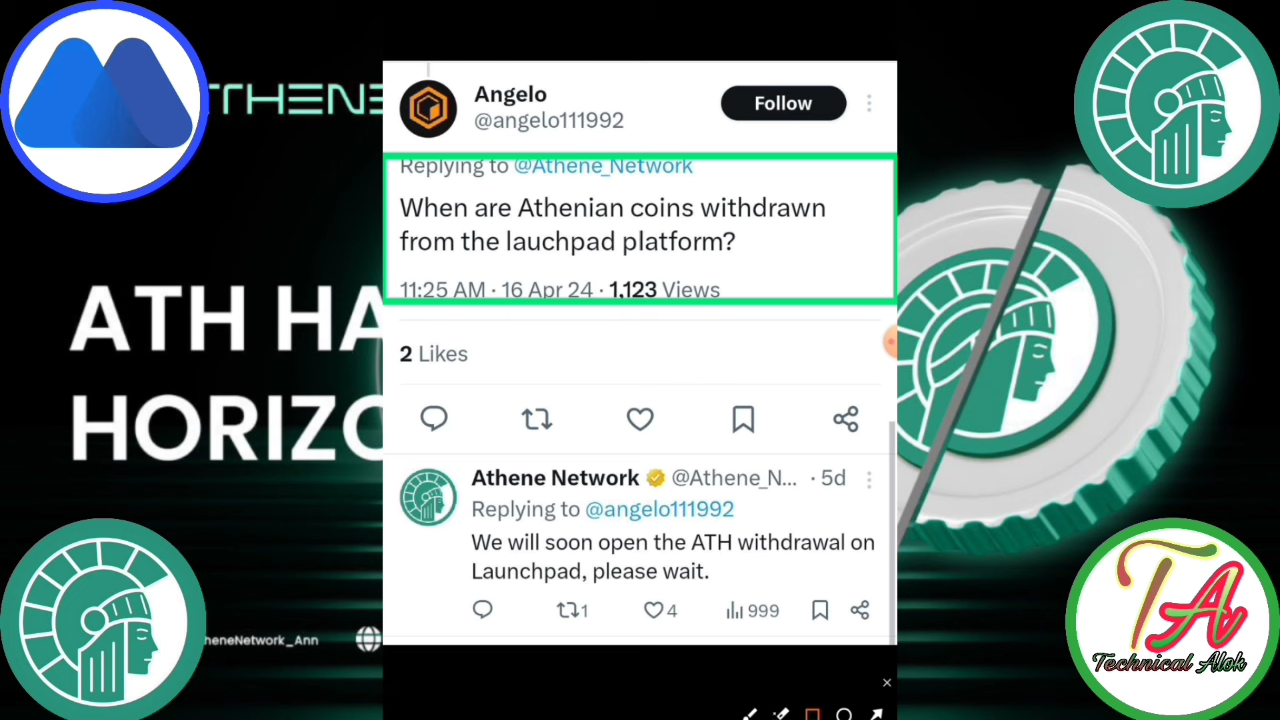 THENE
ATH HA
HORIZO
heneNetwork_Ann
Angelo
@angelo111992
Follow
Replying to @Athene_Network
When are Athenian coins withdrawn
from the lauchpad platform?
11:25 AM · 16 Apr 24 · 1,123 Views
2 Likes
Athene Network @Athene_N... · 5d
Replying to @angelo111992
We will soon open the ATH withdrawal on
Launchpad, please wait.
1
4
999
TA
Technical Alok